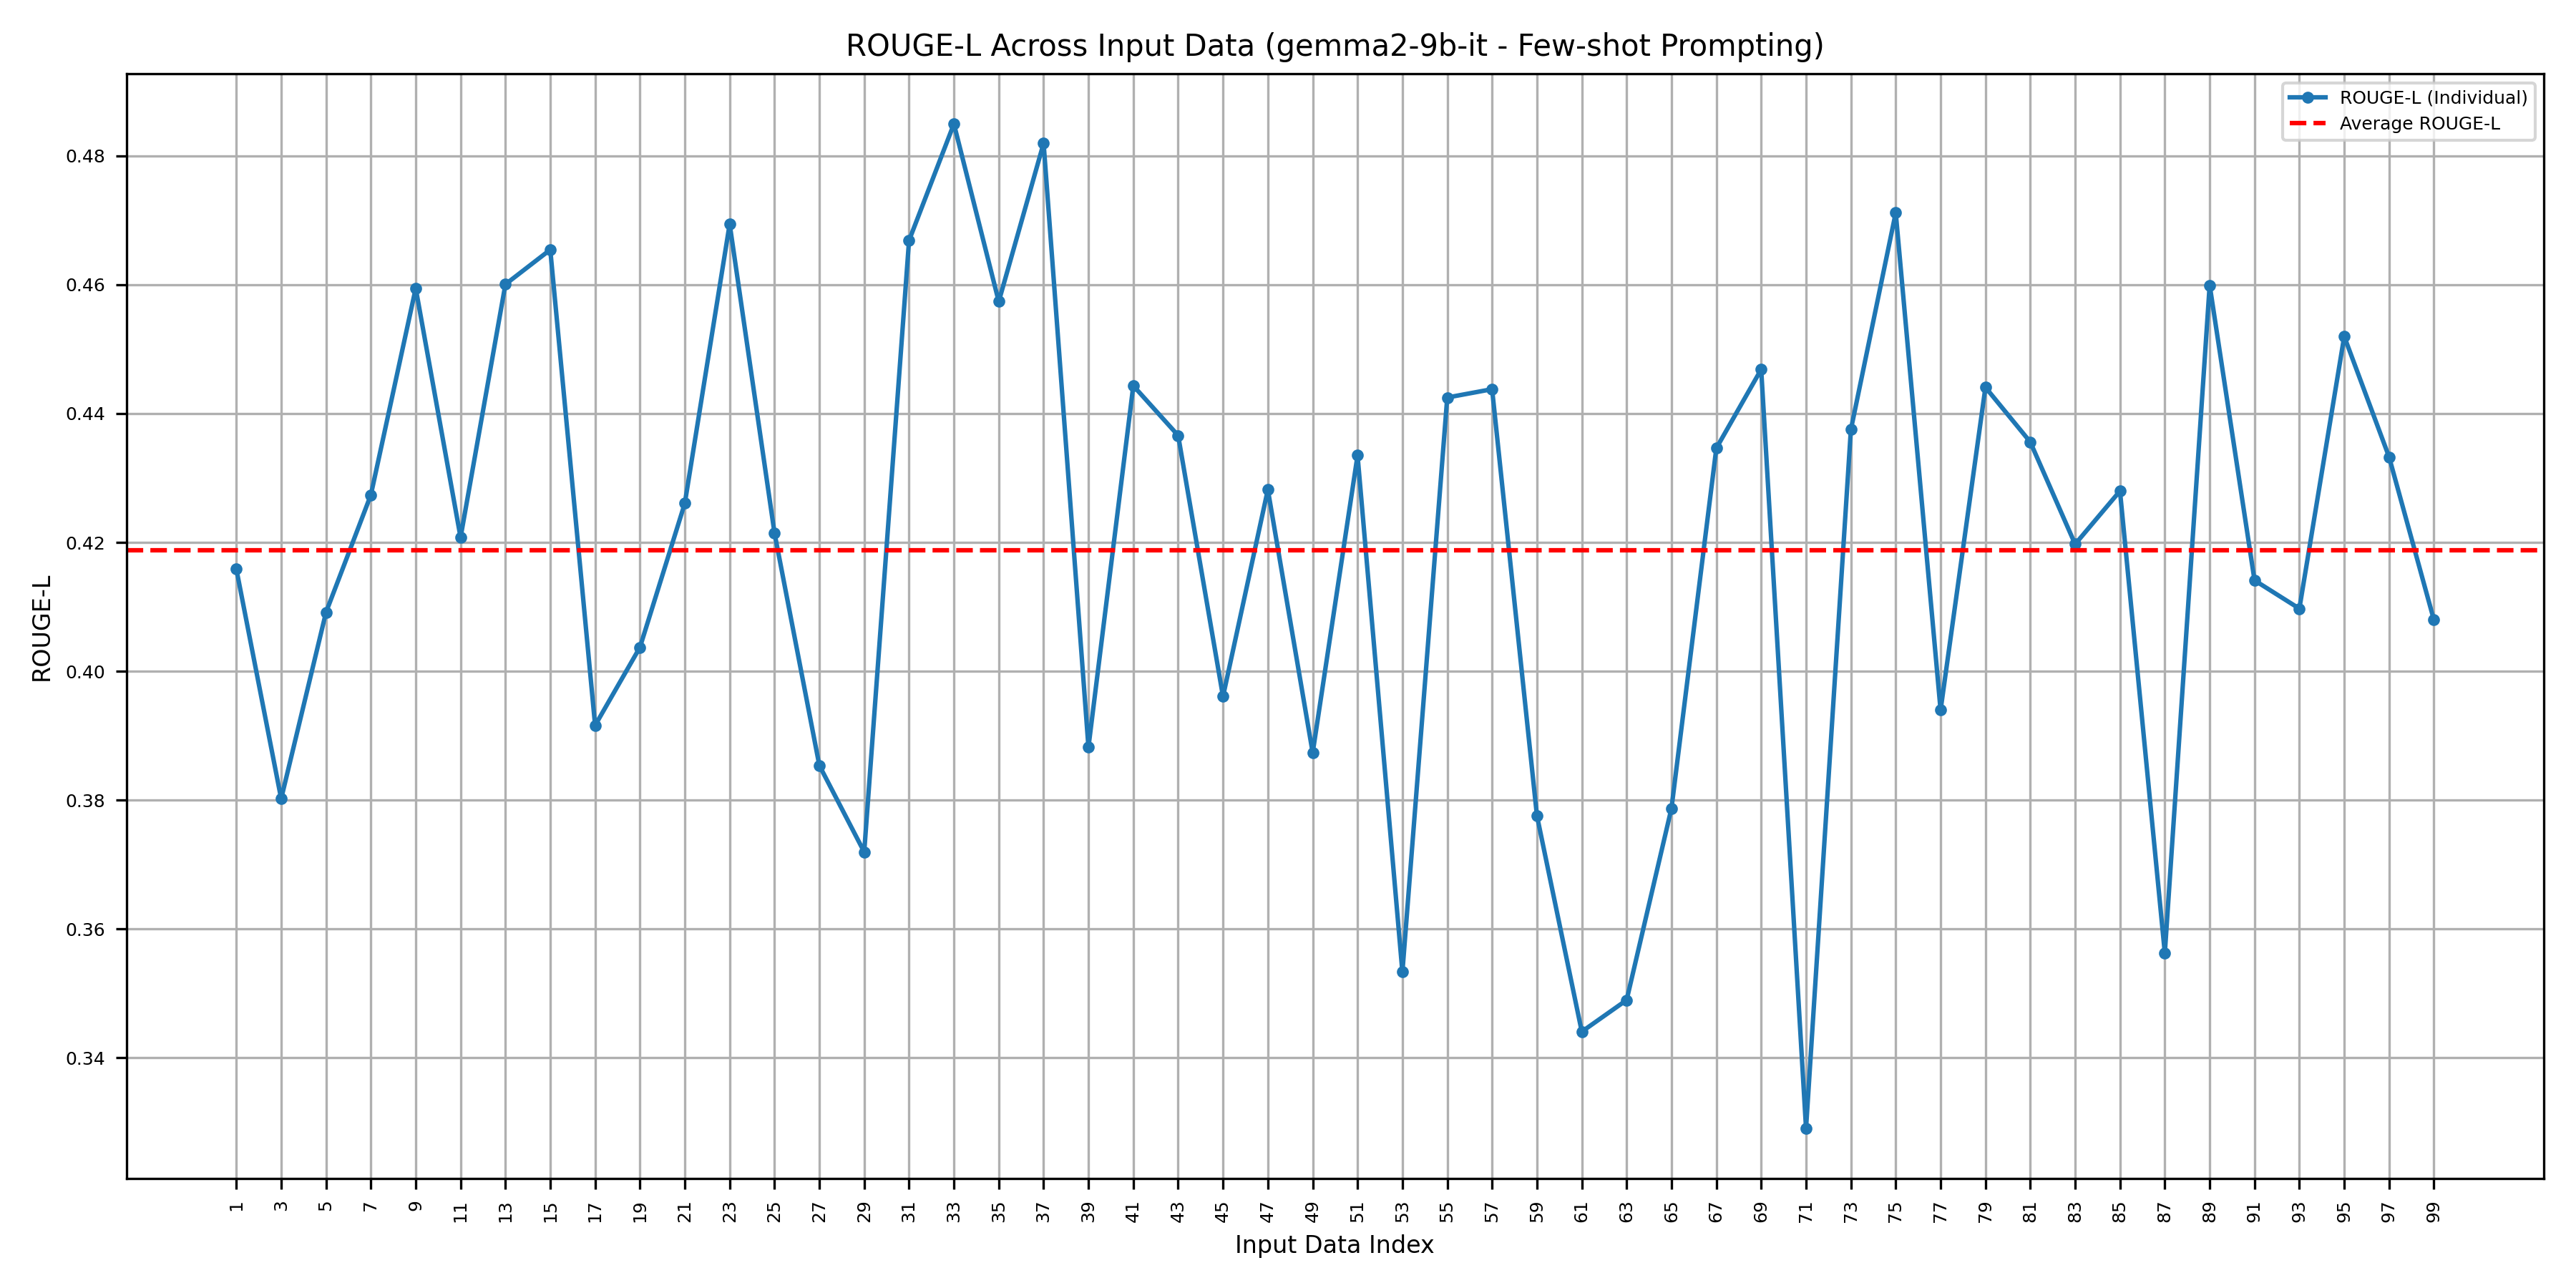 ROUGE-L Across Input Data (gemma2-9b-it - Few-shot Prompting)
ROUGE-L (Individual)
Average ROUGE-L
ROUGE-L
0.48
0.46
0.44
0.42
0.40
0.38
0.36
0.34
1 3 5 7 9 11 13 15 17 19 21 23 25 27 29 31 33 35 37 39 41 43 45 47 49 51 53 55 57 59 61 63 65 67 69 71 73 75 77 79 81 83 85 87 89 91 93 95 97 99
Input Data Index